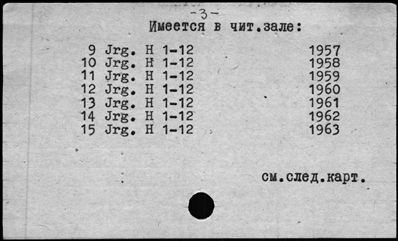 -3-
Имеется в чит.зале:
9 Jrg. H 1-12 1957
10 Jrg. H 1-12 1958
11 Jrg. H 1-12 1959
12 Jrg. H 1-12 1960
13 Jrg. H 1-12 1961
14 Jrg. H 1-12 1962
15 Jrg. H 1-12 1963
см.след.карт.